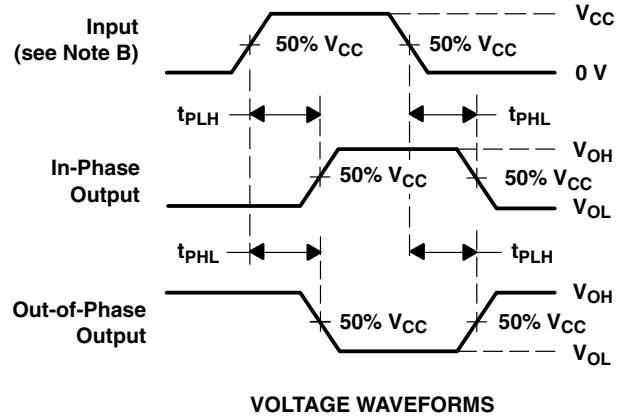 Input
(see Note B)
50% VCC
50% VCC
VCC
0 V
tPLH
tPHL
In-Phase
Output
50% VCC
50% VCC
VOH
VOL
tPHL
tPLH
Out-of-Phase
Output
50% VCC
50% VCC
VOH
VOL
VOLTAGE WAVEFORMS